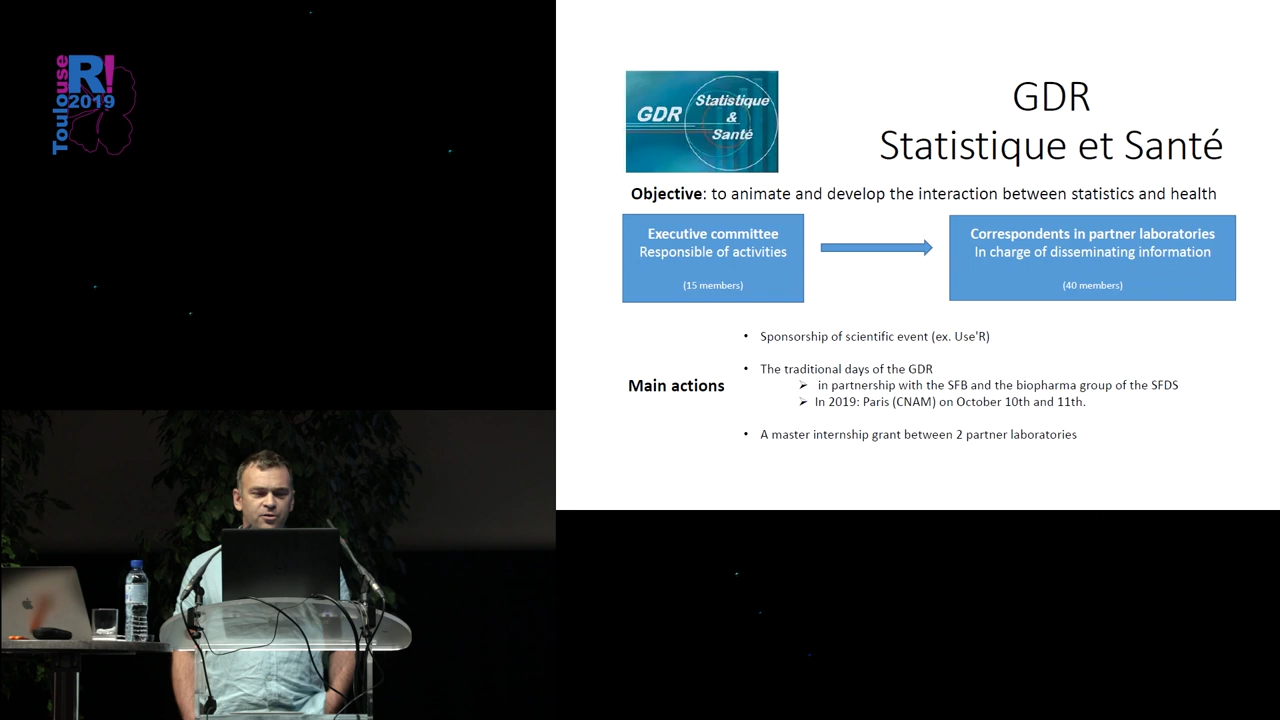 Toulouse
R!
2019
GDR
Statistique
&
Santé
GDR
Statistique et Santé
Objective: to animate and develop the interaction between statistics and health
Executive committee
Responsible of activities
(15 members)
Correspondents in partner laboratories
In charge of disseminating information
(40 members)
Main actions
• Sponsorship of scientific event (ex. Use'R)
• The traditional days of the GDR
➢ in partnership with the SFB and the biopharma group of the SFDS
➢ In 2019: Paris (CNAM) on October 10th and 11th.
• A master internship grant between 2 partner laboratories